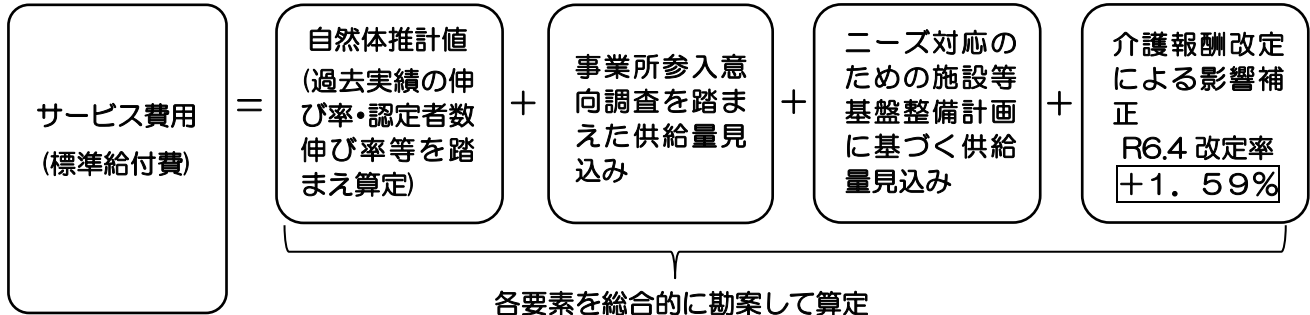 サービス費用
(標準給付費)
＝
自然体推計値
(過去実績の伸
び率・認定者数
伸び率等を踏
まえ算定)
＋
事業所参入意
向調査を踏ま
えた供給量見
込み
＋
ニーズ対応の
ための施設等
基盤整備計画
に基づく供給
量見込み
＋
介護報酬改定
による影響補
正
R6.4 改定率
＋１．５９％
各要素を総合的に勘案して算定